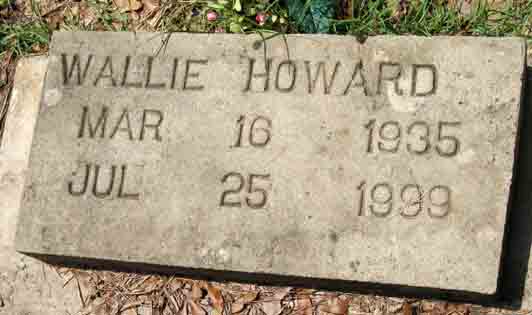 WALLIE HOWARD
MAR 16 1935
JUL 25 1999